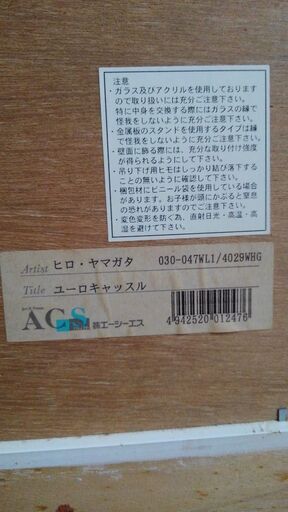 注意
・ガラス及びアクリルを使用しております
ので取り扱いには充分ご注意下さい。
特に中身を交換する際にはガラスの縁で
怪我をしないように充分ご注意下さい。
・金属板のスタンドを使用するタイプは縁
で怪我をしないようにご注意下さい。
・壁面に飾る際には、充分な取り付け強度
が得られるようにして下さい。
・吊り下げ用ヒモはしっかり結び落下する
ことの無いように確認して下さい。
・梱包材にビニール袋を使用している場合
があります。お子様が頭にかぶると窒息
の恐れがありますのでご注意下さい。
・変色変形を防ぐ為、直射日光・高温・高
湿を避けて下さい。
Artist ヒロ・ヤマガタ 030-047WL1/4029WHG
Title ユーロキャッスル
ACS ㈱エーシーエス
4 942520 012476